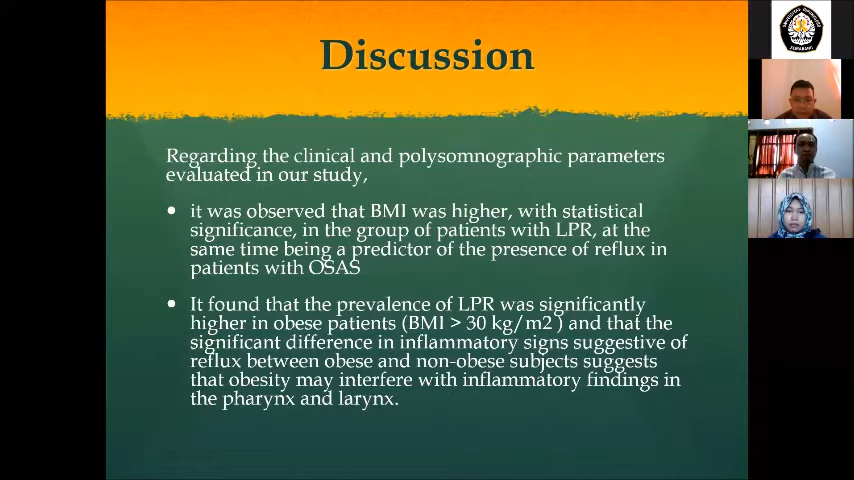 Discussion
Regarding the clinical and polysomnographic parameters
evaluated in our study,
• it was observed that BMI was higher, with statistical
significance, in the group of patients with LPR, at the
same time being a predictor of the presence of reflux in
patients with OSAS
• It found that the prevalence of LPR was significantly
higher in obese patients (BMI > 30 kg/m2 ) and that the
significant difference in inflammatory signs suggestive of
reflux between obese and non-obese subjects suggests
that obesity may interfere with inflammatory findings in
the pharynx and larynx.